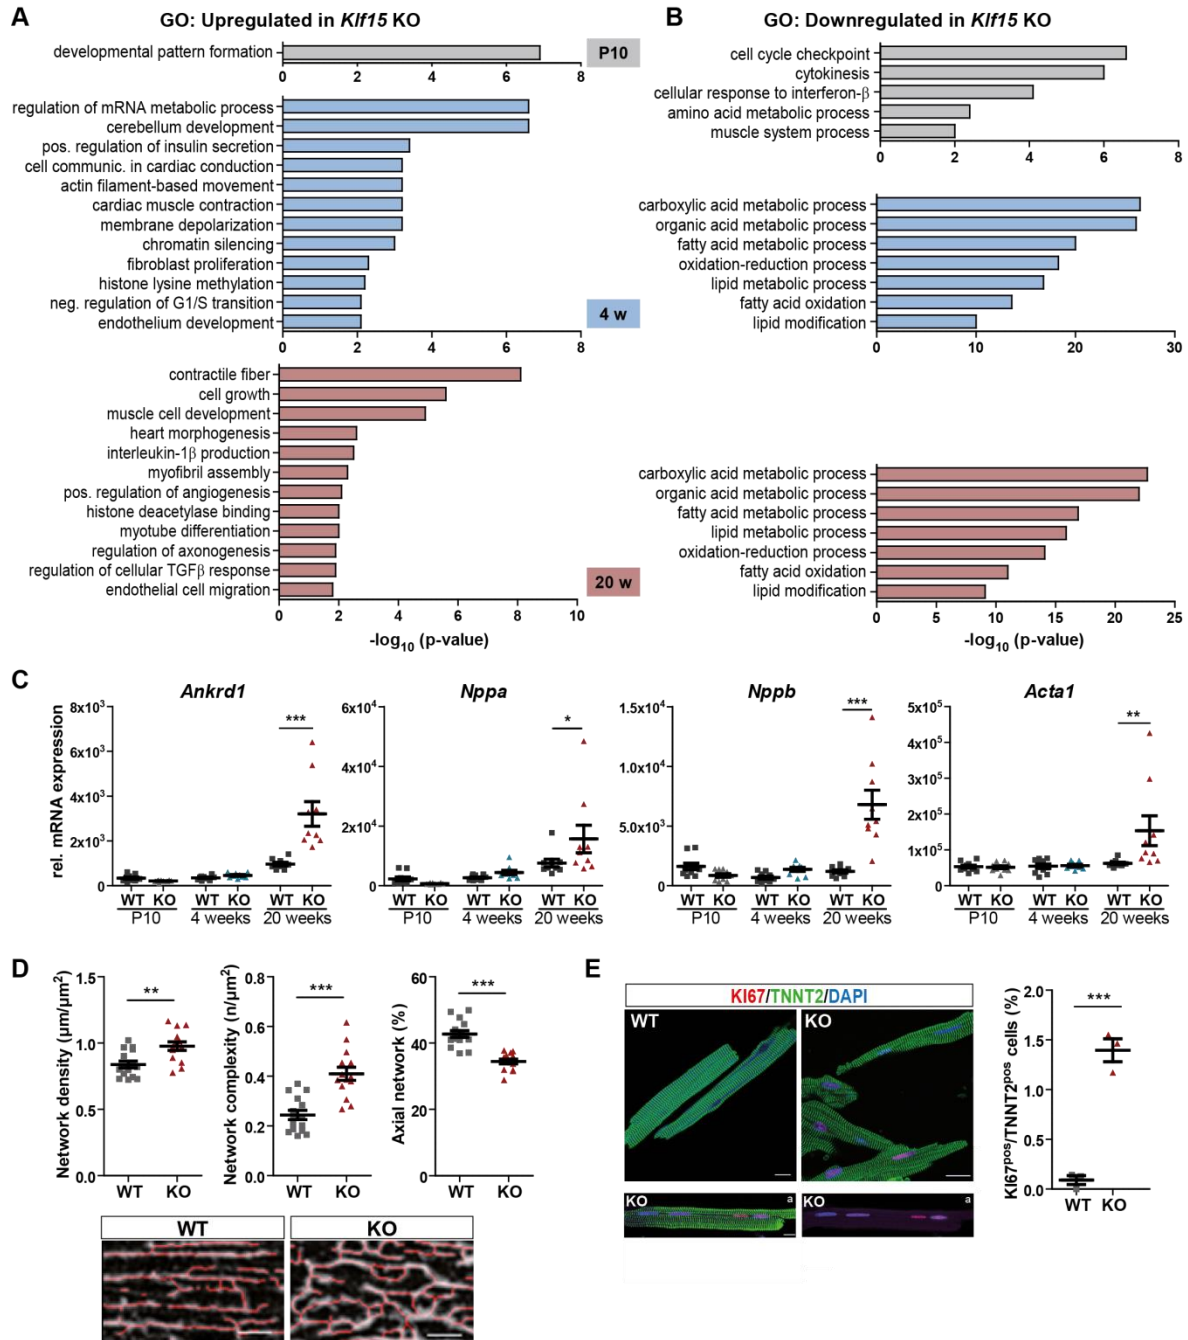 A
GO: Upregulated in Klf15 KO
developmental pattern formation
0 2 4 6 8
P10
regulation of mRNA metabolic process
cerebellum development
pos. regulation of insulin secretion
cell communic. in cardiac conduction
actin filament-based movement
cardiac muscle contraction
membrane depolarization
chromatin silencing
fibroblast proliferation
histone lysine methylation
neg. regulation of G1/S transition
endothelium development
0 2 4 6 8
4 w
contractile fiber
cell growth
muscle cell development
heart morphogenesis
interleukin-1β production
myofibril assembly
pos. regulation of angiogenesis
histone deacetylase binding
myotube differentiation
regulation of axonogenesis
regulation of cellular TGFβ response
endothelial cell migration
0 2 4 6 8 10
-log10 (p-value)
20 w
B
GO: Downregulated in Klf15 KO
cell cycle checkpoint
cytokinesis
cellular response to interferon-β
amino acid metabolic process
muscle system process
0 2 4 6 8
carboxylic acid metabolic process
organic acid metabolic process
fatty acid metabolic process
oxidation-reduction process
lipid metabolic process
fatty acid oxidation
lipid modification
0 10 20 30
carboxylic acid metabolic process
organic acid metabolic process
fatty acid metabolic process
lipid metabolic process
oxidation-reduction process
fatty acid oxidation
lipid modification
0 5 10 15 20 25
-log10 (p-value)
C
rel. mRNA expression
Ankrd1
8x10³
6x10³
4x10³
2x10³
0
***
WT KO WT KO WT KO
P10 4 weeks 20 weeks
Nppa
6x10⁴
4x10⁴
2x10⁴
0
*
WT KO WT KO WT KO
P10 4 weeks 20 weeks
Nppb
1.5x10⁴
1.0x10⁴
5.0x10³
0
***
WT KO WT KO WT KO
P10 4 weeks 20 weeks
Acta1
5x10⁵
4x10⁵
3x10⁵
2x10⁵
1x10⁵
0
**
WT KO WT KO WT KO
P10 4 weeks 20 weeks
D
Network density (µm/µm²)
1.5
1.0
0.5
0.0
**
WT KO
Network complexity (n/µm²)
0.8
0.6
0.4
0.2
0.0
***
WT KO
Axial network (%)
60
40
20
0
***
WT KO
WT KO
E
KI67/TNNT2/DAPI
WT KO
KO a KO a
KI67pos/TNNT2pos cells (%)
2.0
1.5
1.0
0.5
0.0
***
WT KO